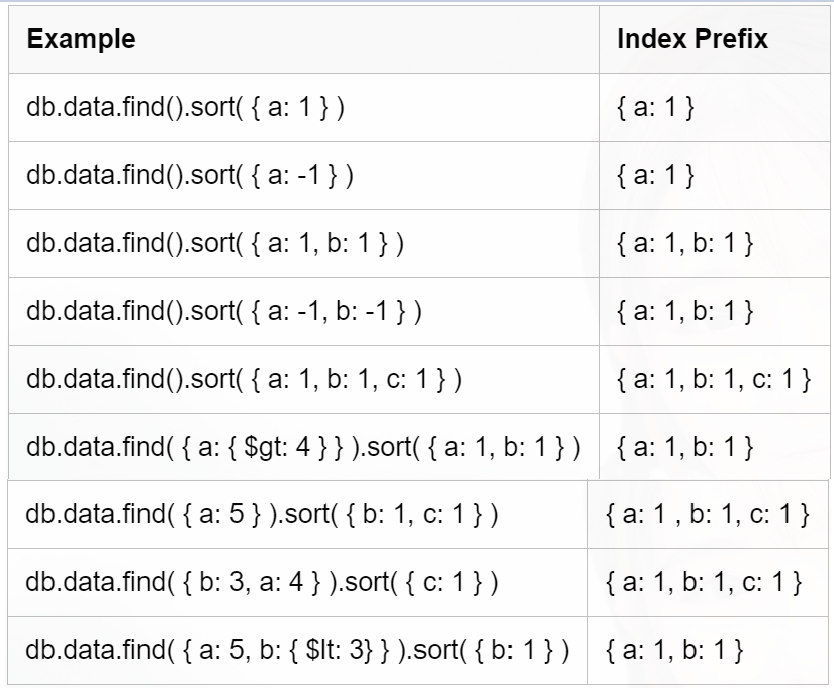 Example Index Prefix
db.data.find().sort( { a: 1 } ) { a: 1 }
db.data.find().sort( { a: -1 } ) { a: 1 }
db.data.find().sort( { a: 1, b: 1 } ) { a: 1, b: 1 }
db.data.find().sort( { a: -1, b: -1 } ) { a: 1, b: 1 }
db.data.find().sort( { a: 1, b: 1, c: 1 } ) { a: 1, b: 1, c: 1 }
db.data.find( { a: { $gt: 4 } } ).sort( { a: 1, b: 1 } ) { a: 1, b: 1 }
db.data.find( { a: 5 } ).sort( { b: 1, c: 1 } ) { a: 1 , b: 1, c: 1 }
db.data.find( { b: 3, a: 4 } ).sort( { c: 1 } ) { a: 1, b: 1, c: 1 }
db.data.find( { a: 5, b: { $lt: 3} } ).sort( { b: 1 } ) { a: 1, b: 1 }